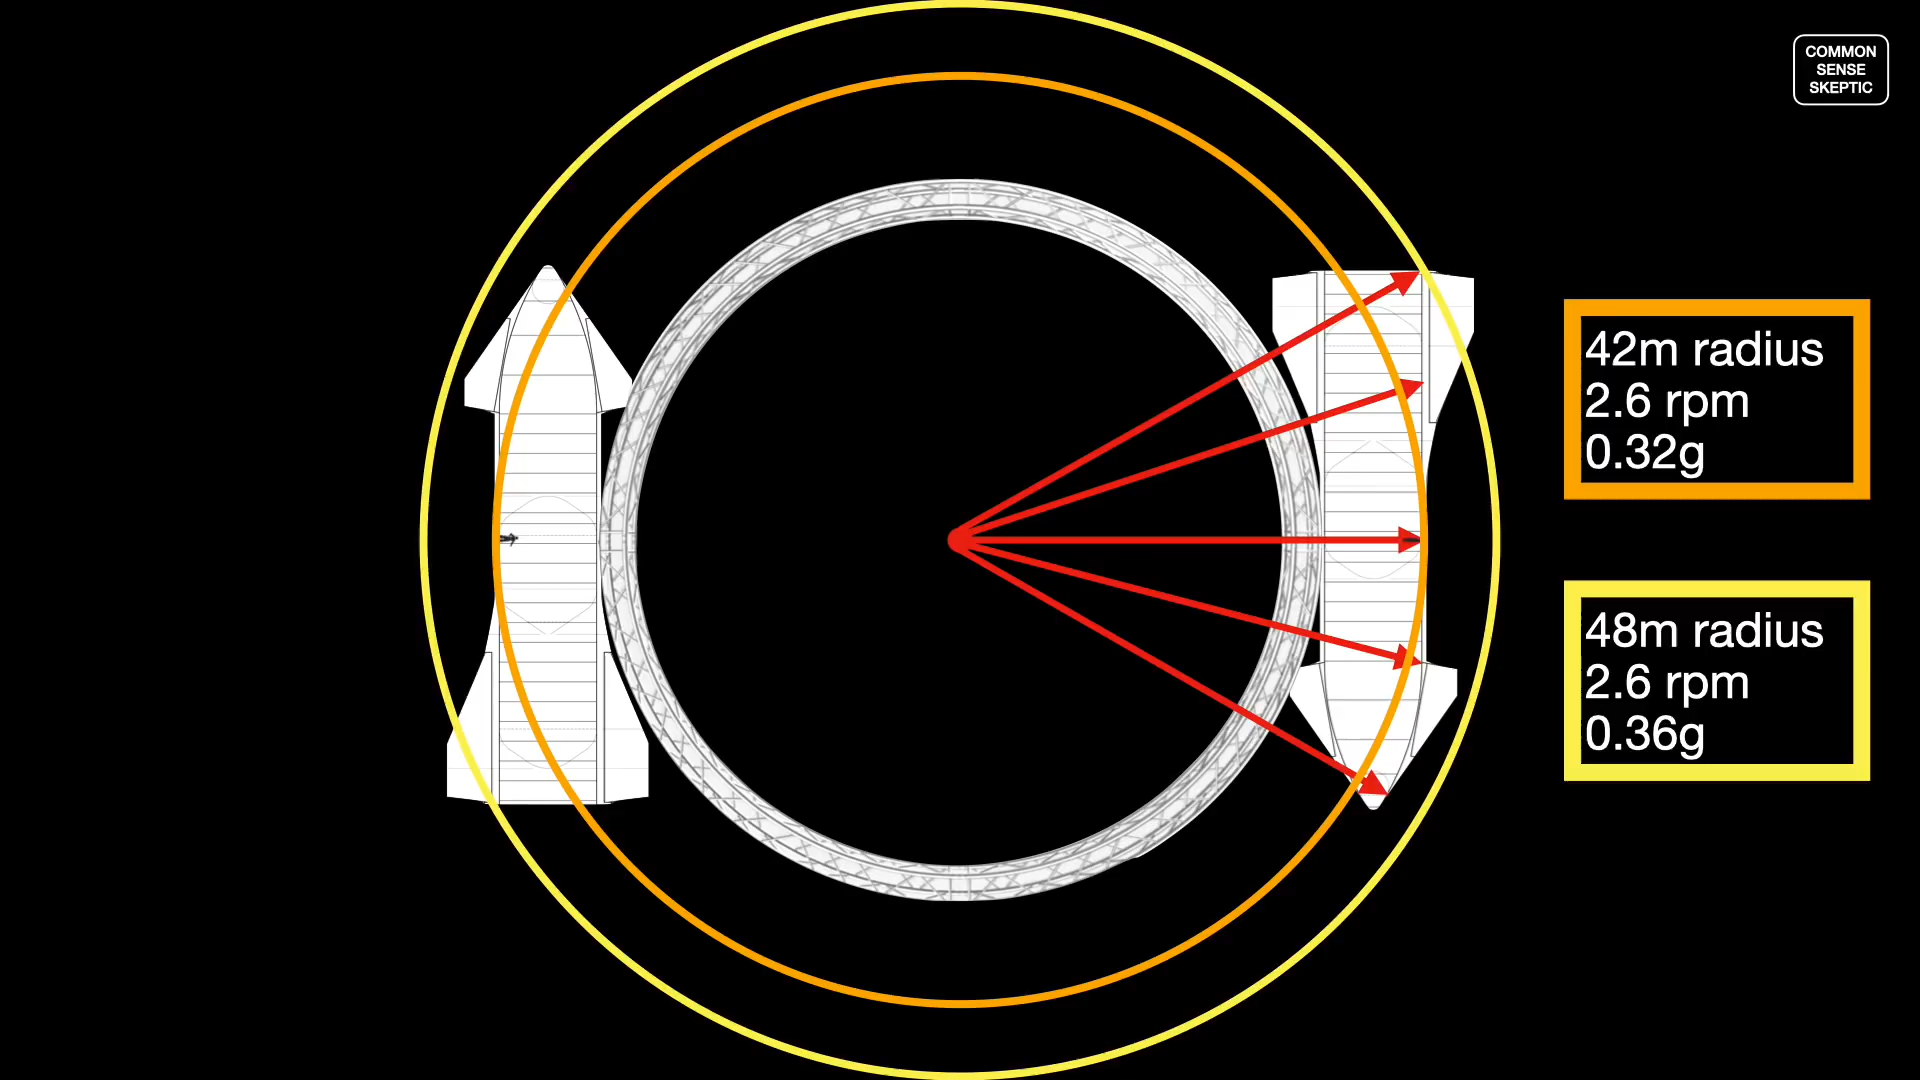 COMMON
SENSE
SKEPTIC
42m radius
2.6 rpm
0.32g
48m radius
2.6 rpm
0.36g